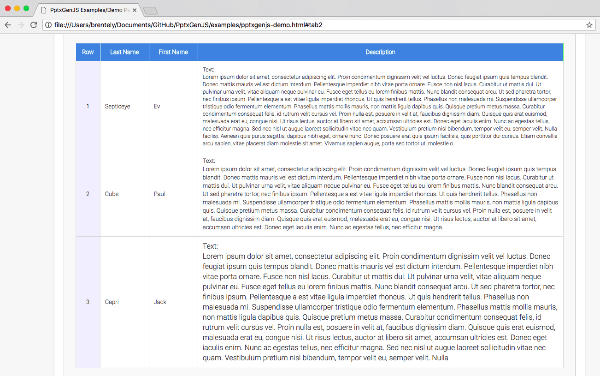 PptxGenJS Examples/Demo P
file:///Users/brentely/Documents/GitHub/PptxGenJS/examples/pptxgenjs-demo.html#tab2
Row Last Name First Name Description
Text:
Lorem ipsum dolor sit amet, consectetur adipiscing elit. Proin condimentum dignissim velit vel luctus. Donec feugiat ipsum quis tempus blandit.
Donec mattis mauris vel est dictum interdum. Pellentesque imperdiet nibh vitae porta ornare. Fusce non nisl lacus. Curabitur ut mattis dui. Ut
pulvinar urna velit, vitae aliquam neque pulvinar eu. Fusce eget tellus eu lorem finibus mattis. Nunc blandit consequat arcu. Ut sed pharetra tortor,
nec finibus ipsum. Pellentesque a est vitae ligula imperdiet rhoncus. Ut quis hendrerit tellus. Phasellus non malesuada mi. Suspendisse ullamcorper
tristique odio fermentum elementum. Phasellus mattis mollis mauris, non mattis ligula dapibus quis. Quisque pretium metus massa. Curabitur
condimentum consequat felis, id rutrum velit cursus vel. Proin nulla est, posuere in velit at, faucibus dignissim diam. Quisque quis erat euismod,
malesuada erat eu, congue nisi. Ut risus lectus, auctor at libero sit amet, accumsan ultricies est. Donec eget iaculis enim. Nunc ac egestas tellus,
nec efficitur magna. Sed nec nisl ut augue laoreet sollicitudin vitae nec quam. Vestibulum pretium nisl bibendum, tempor velit eu, semper velit. Nulla
facilisi. Aenean quis purus sagittis, dapibus nibh eget, ornare nunc. Donec posuere erat quis ipsum facilisis, quis porttitor dui cursus. Etiam convallis
arcu sapien, vitae placerat diam molestie sit amet. Vivamus sapien augue, porta sed tortor ut, molestie
1 Septioeye Ev
Text:
Lorem ipsum dolor sit amet, consectetur adipiscing elit. Proin condimentum dignissim velit vel luctus. Donec feugiat ipsum quis tempus blandit.
Donec mattis mauris vel est dictum interdum. Pellentesque imperdiet nibh vitae porta ornare. Fusce non nisl lacus. Curabitur ut
mattis dui. Ut pulvinar urna velit, vitae aliquam neque pulvinar eu. Fusce eget tellus eu lorem finibus mattis. Nunc blandit consequat arcu.
Ut sed pharetra tortor, nec finibus ipsum. Pellentesque a est vitae ligula imperdiet rhoncus. Ut quis hendrerit tellus. Phasellus non
malesuada mi. Suspendisse ullamcorper tristique odio fermentum elementum. Phasellus mattis mollis mauris, non mattis ligula dapibus
quis. Quisque pretium metus massa. Curabitur condimentum consequat felis, id rutrum velit cursus vel. Proin nulla est, posuere in velit
at, faucibus dignissim diam. Quisque quis erat euismod, malesuada erat eu, congue nisi. Ut risus lectus, auctor at libero sit amet,
accumsan ultricies est. Donec eget iaculis enim. Nunc ac egestas tellus, nec efficitur magna.
2 Cube Paul
Text:
Lorem ipsum dolor sit amet, consectetur adipiscing elit. Proin condimentum dignissim velit vel luctus. Donec
feugiat ipsum quis tempus blandit. Donec mattis mauris vel est dictum interdum. Pellentesque imperdiet nibh
vitae porta ornare. Fusce non nisl lacus. Curabitur ut mattis dui. Ut pulvinar urna velit, vitae aliquam neque
pulvinar eu. Fusce eget tellus eu lorem finibus mattis. Nunc blandit consequat arcu. Ut sed pharetra tortor, nec
finibus ipsum. Pellentesque a est vitae ligula imperdiet rhoncus. Ut quis hendrerit tellus. Phasellus non
malesuada mi. Suspendisse ullamcorper tristique odio fermentum elementum. Phasellus mattis mollis mauris,
non mattis ligula dapibus quis. Quisque pretium metus massa. Curabitur condimentum consequat felis, id
rutrum velit cursus vel. Proin nulla est, posuere in velit at, faucibus dignissim diam. Quisque quis erat euismod,
malesuada erat eu, congue nisi. Ut risus lectus, auctor at libero sit amet, accumsan ultricies est. Donec eget
iaculis enim. Nunc ac egestas tellus, nec efficitur magna. Sed nec nisl ut augue laoreet sollicitudin vitae nec
quam. Vestibulum pretium nisl bibendum, tempor velit eu, semper velit. Nulla
3 Capri Jack